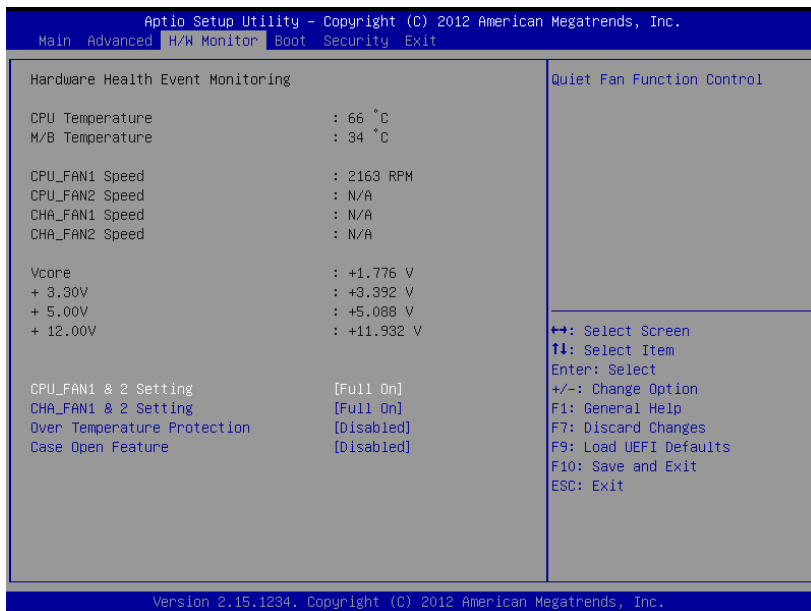 Aptio Setup Utility – Copyright (C) 2012 American Megatrends, Inc.
Main Advanced H/W Monitor Boot Security Exit
Hardware Health Event Monitoring
CPU Temperature : 66 °C
M/B Temperature : 34 °C
CPU_FAN1 Speed : 2163 RPM
CPU_FAN2 Speed : N/A
CHA_FAN1 Speed : N/A
CHA_FAN2 Speed : N/A
Vcore : +1.776 V
+ 3.30V : +3.392 V
+ 5.00V : +5.088 V
+ 12.00V : +11.932 V
CPU_FAN1 & 2 Setting [Full On]
CHA_FAN1 & 2 Setting [Full On]
Over Temperature Protection [Disabled]
Case Open Feature [Disabled]
Quiet Fan Function Control
↔: Select Screen
↑↓: Select Item
Enter: Select
+/-: Change Option
F1: General Help
F7: Discard Changes
F9: Load UEFI Defaults
F10: Save and Exit
ESC: Exit
Version 2.15.1234. Copyright (C) 2012 American Megatrends, Inc.